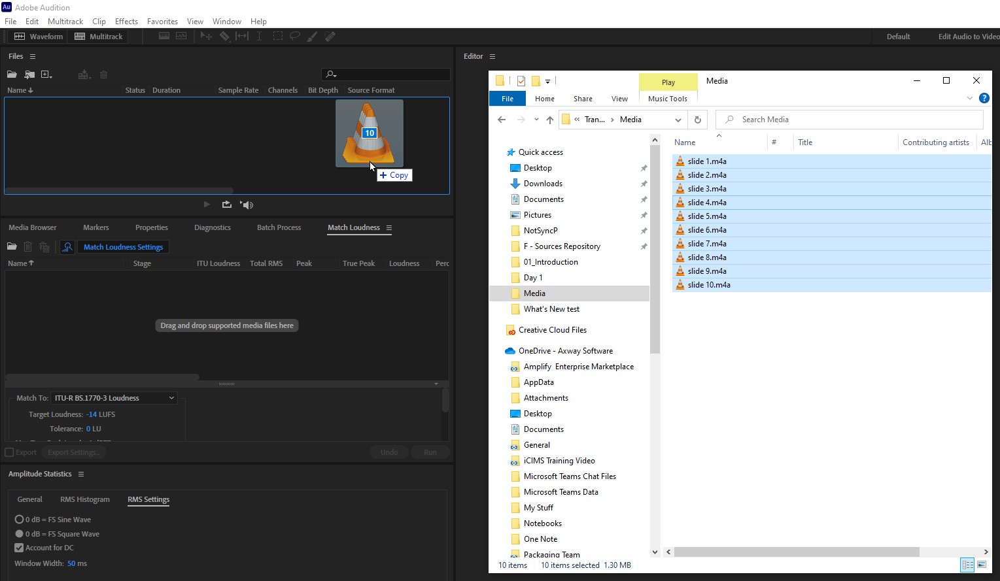 Au Adobe Audition
File Edit Multitrack Clip Effects Favorites View Window Help
Waveform Multitrack Default Edit Audio to Video
Files
Name Status Duration Sample Rate Channels Bit Depth Source Format
10
Copy
Media Browser Markers Properties Diagnostics Batch Process Match Loudness
Match Loudness Settings
Name Stage ITU Loudness Total RMS Peak True Peak Loudness Perc
Drag and drop supported media files here
Match To: ITU-R BS.1770-3 Loudness
Target Loudness: -14 LUFS
Tolerance: 0 LU
Export Export Settings... Undo Run
Amplitude Statistics
General RMS Histogram RMS Settings
0 dB = FS Sine Wave
0 dB = FS Square Wave
Account for DC
Window Width: 50 ms
Editor
Play Media
File Home Share View Music Tools
« Tran... › Media Search Media
Quick access
Desktop
Downloads
Documents
Pictures
NotSyncP
F - Sources Repository
01_Introduction
Day 1
Media
What's New test
Creative Cloud Files
OneDrive - Axway Software
Amplify Enterprise Marketplace
AppData
Attachments
Desktop
Documents
General
iCIMS Training Video
Microsoft Teams Chat Files
Microsoft Teams Data
My Stuff
Notebooks
One Note
Packaging Team
Name # Title Contributing artists Alb
slide 1.m4a
slide 2.m4a
slide 3.m4a
slide 4.m4a
slide 5.m4a
slide 6.m4a
slide 7.m4a
slide 8.m4a
slide 9.m4a
slide 10.m4a
10 items 10 items selected 1.30 MB